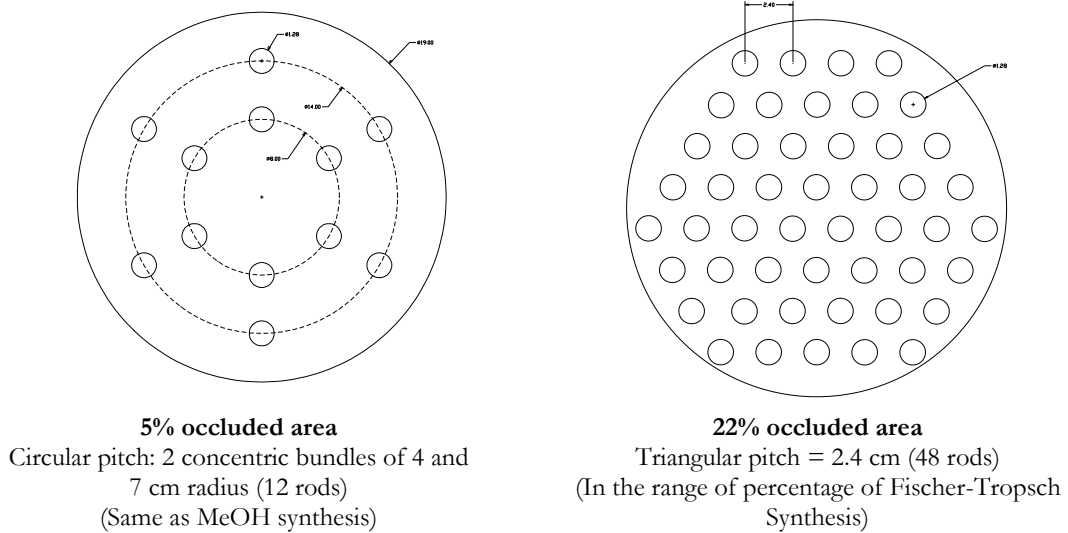 ø1.28
ø19.00
ø14.00
ø8.00
2.40
ø1.28
5% occluded area
Circular pitch: 2 concentric bundles of 4 and
7 cm radius (12 rods)
(Same as MeOH synthesis)
22% occluded area
Triangular pitch = 2.4 cm (48 rods)
(In the range of percentage of Fischer-Tropsch
Synthesis)